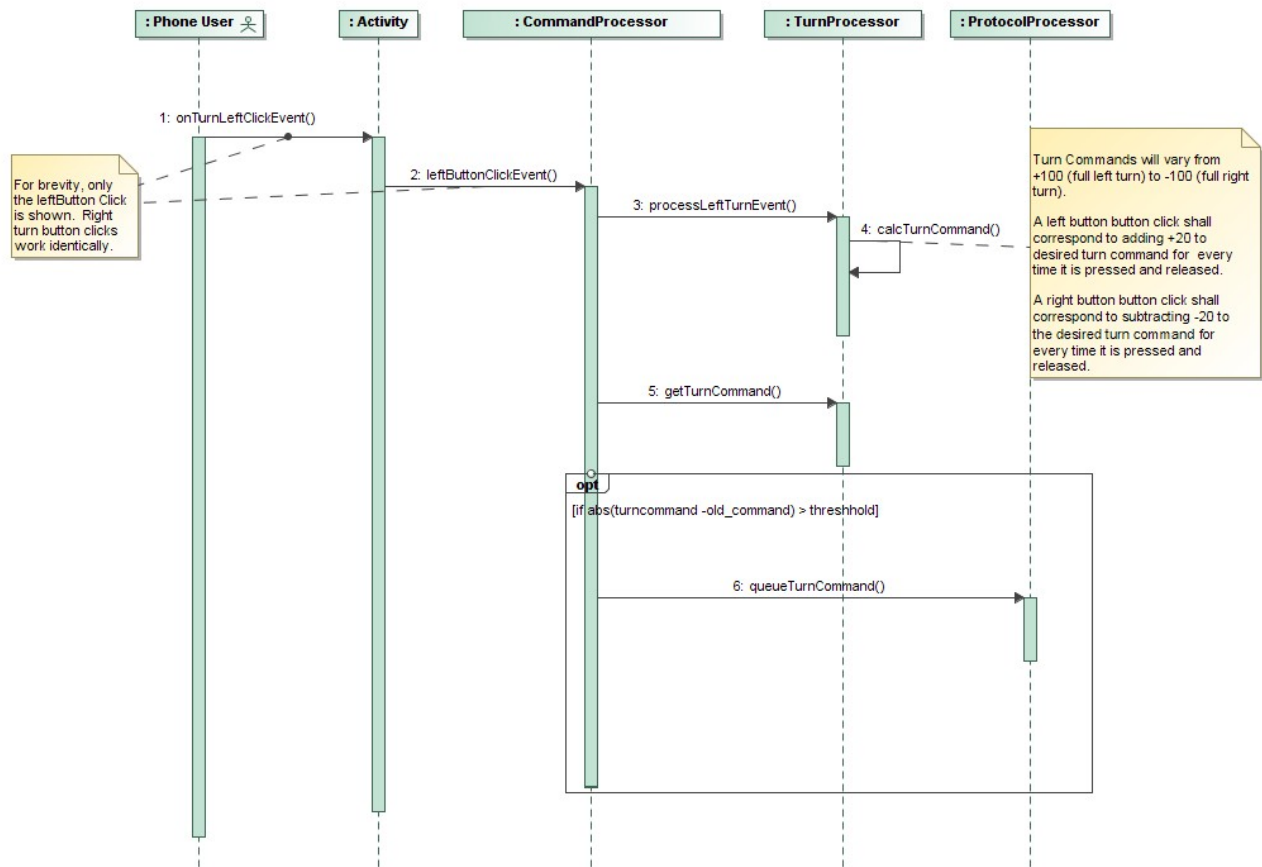 : Phone User
: Activity
: CommandProcessor
: TurnProcessor
: ProtocolProcessor
1: onTurnLeftClickEvent()
For brevity, only
the leftButton Click
is shown. Right
turn button clicks
work identically.
2: leftButtonClickEvent()
3: processLeftTurnEvent()
4: calcTurnCommand()
Turn Commands will vary from
+100 (full left turn) to -100 (full right
turn).
A left button button click shall
correspond to adding +20 to
desired turn command for every
time it is pressed and released.
A right button button click shall
correspond to subtracting -20 to
the desired turn command for
every time it is pressed and
released.
5: getTurnCommand()
opt
[if abs(turncommand -old_command) > threshhold]
6: queueTurnCommand()